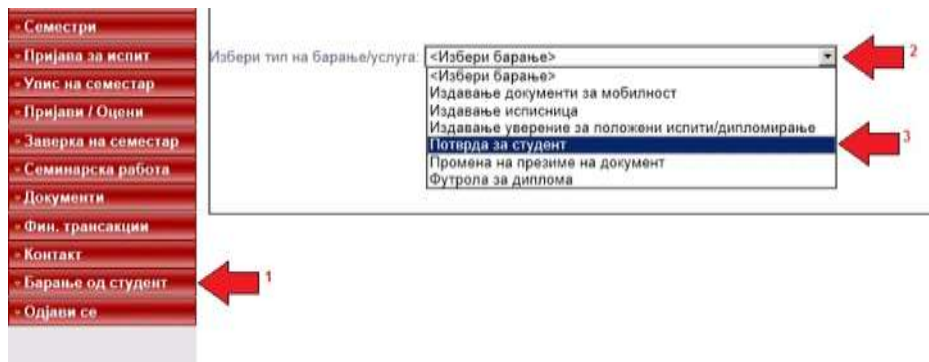 Семестри
Пријава за испит
Упис на семестар
Пријави / Оцени
Заверка на семестар
Семинарска работа
Документи
Фин. трансакции
Контакт
Барање од студент
Одјави се
1
Избери тип на барање/услуга: <Избери барање>
2
<Избери барање>
Издавање документи за мобилност
Издавање исписница
Издавање уверение за положени испити/дипломирање
Потврда за студент
3
Промена на презиме на документ
Футрола за диплома